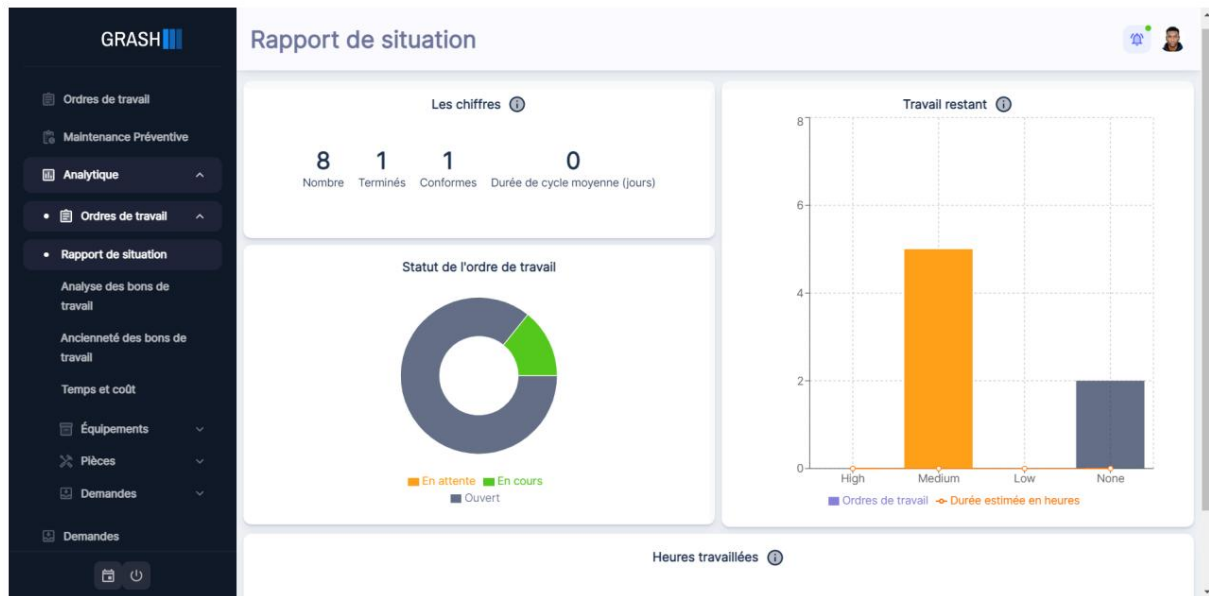 GRASH
Ordres de travail
Maintenance Préventive
Analytique
Ordres de travail
Rapport de situation
Analyse des bons de
travail
Ancienneté des bons de
travail
Temps et coût
Équipements
Pièces
Demandes
Demandes
Rapport de situation
Les chiffres
8 1 1 0
Nombre Terminés Conformes Durée de cycle moyenne (jours)
Statut de l'ordre de travail
En attente En cours
Ouvert
Travail restant
8
6
4
2
0
High Medium Low None
Ordres de travail Durée estimée en heures
Heures travaillées